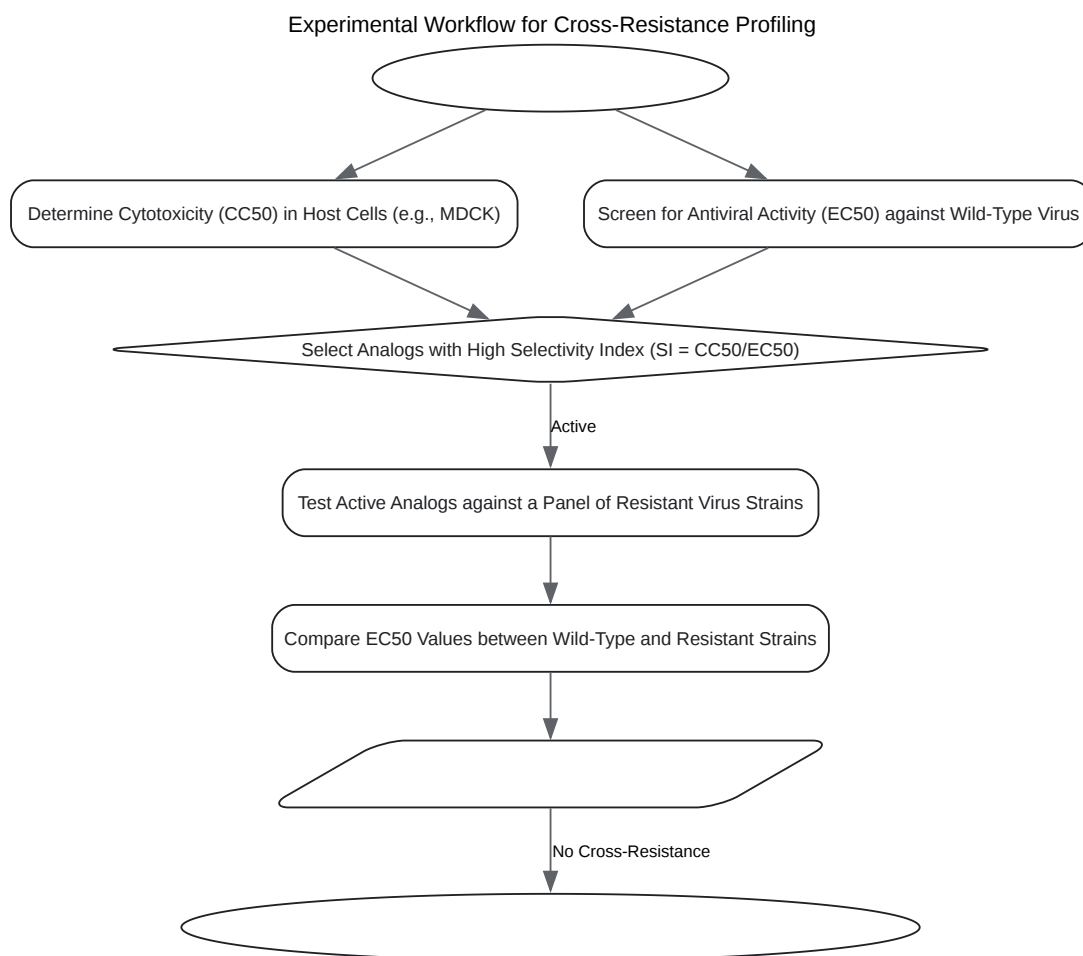 Experimental Workflow for Cross-Resistance Profiling
Determine Cytotoxicity (CC50) in Host Cells (e.g., MDCK)
Screen for Antiviral Activity (EC50) against Wild-Type Virus
Select Analogs with High Selectivity Index (SI = CC50/EC50)
Active
Test Active Analogs against a Panel of Resistant Virus Strains
Compare EC50 Values between Wild-Type and Resistant Strains
No Cross-Resistance